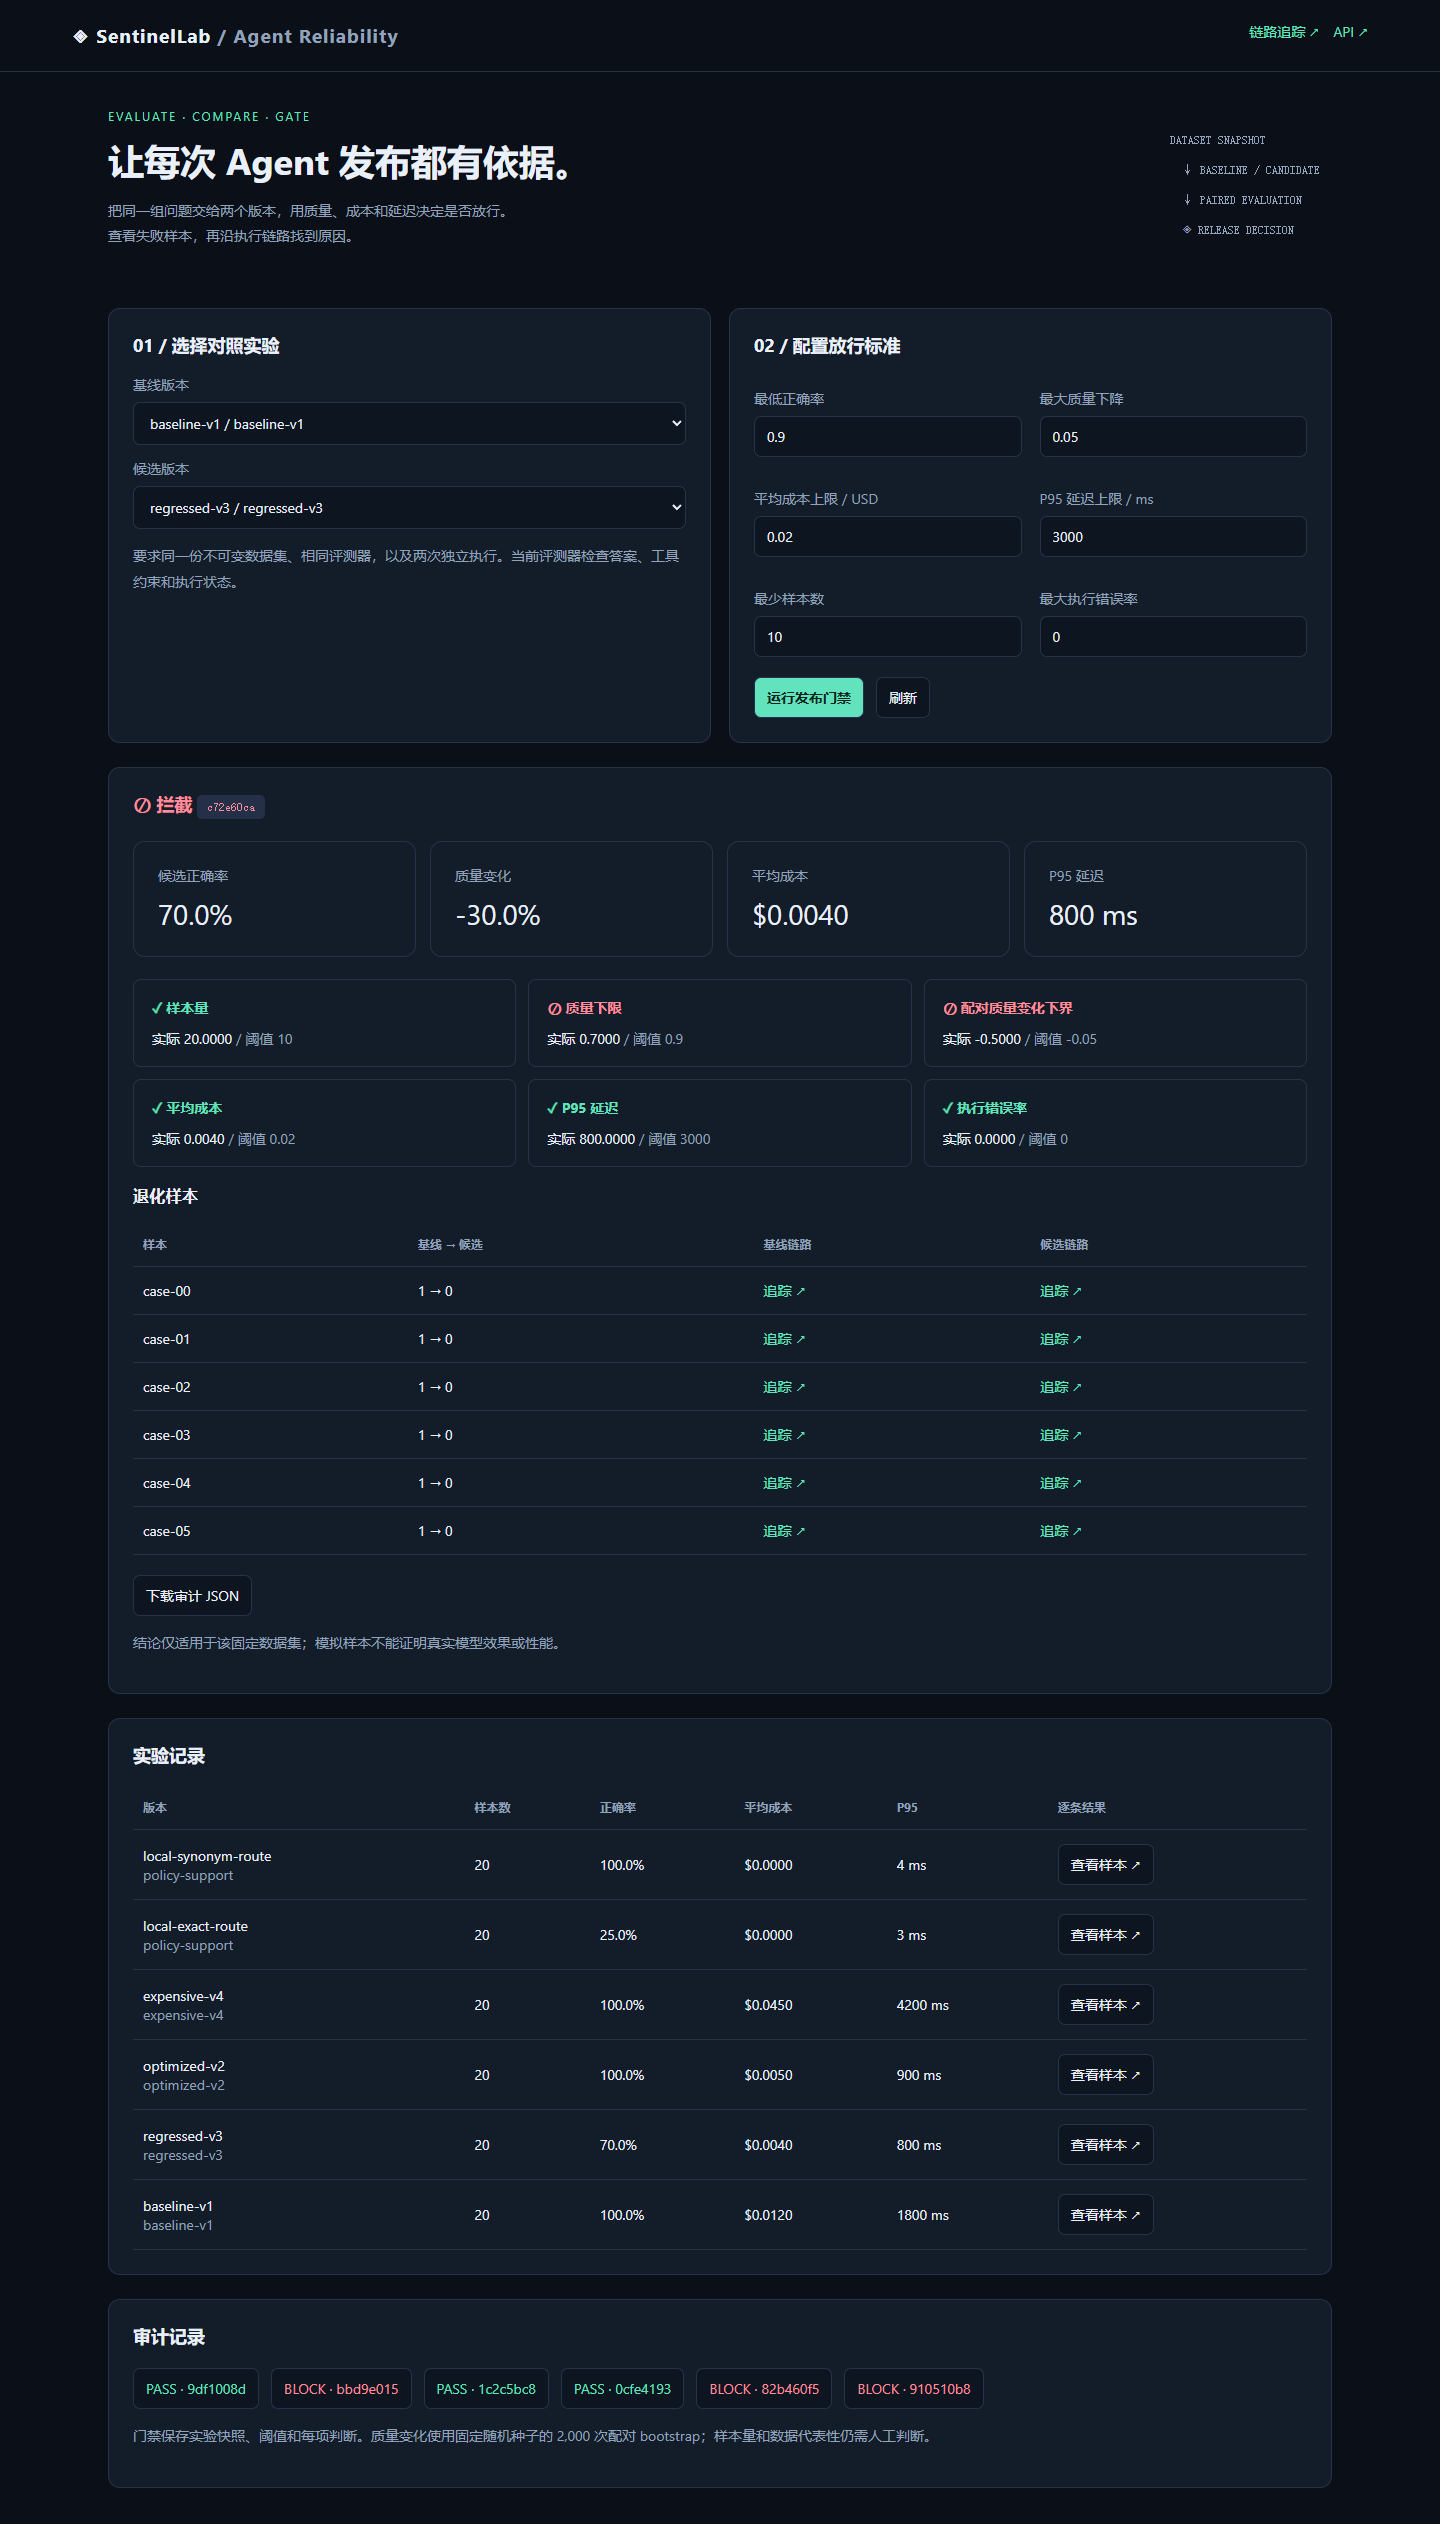 ◈ SentinelLab / Agent Reliability
链路追踪 ↗ API ↗
EVALUATE · COMPARE · GATE
让每次 Agent 发布都有依据。
把同一组问题交给两个版本，用质量、成本和延迟决定是否放行。
查看失败样本，再沿执行链路找到原因。
DATASET SNAPSHOT
↓ BASELINE / CANDIDATE
↓ PAIRED EVALUATION
◈ RELEASE DECISION
01 / 选择对照实验
基线版本
baseline-v1 / baseline-v1
候选版本
regressed-v3 / regressed-v3
要求同一份不可变数据集、相同评测器，以及两次独立执行。当前评测器检查答案、工具
约束和执行状态。
02 / 配置放行标准
最低正确率 最大质量下降
0.9 0.05
平均成本上限 / USD P95 延迟上限 / ms
0.02 3000
最少样本数 最大执行错误率
10 0
运行发布门禁 刷新
⊘ 拦截 c72e60ca
候选正确率 质量变化 平均成本 P95 延迟
70.0% -30.0% $0.0040 800 ms
✓ 样本量 ⊘ 质量下限 ⊘ 配对质量变化下界
实际 20.0000 / 阈值 10 实际 0.7000 / 阈值 0.9 实际 -0.5000 / 阈值 -0.05
✓ 平均成本 ✓ P95 延迟 ✓ 执行错误率
实际 0.0040 / 阈值 0.02 实际 800.0000 / 阈值 3000 实际 0.0000 / 阈值 0
退化样本
样本 基线 → 候选 基线链路 候选链路
case-00 1 → 0 追踪 ↗ 追踪 ↗
case-01 1 → 0 追踪 ↗ 追踪 ↗
case-02 1 → 0 追踪 ↗ 追踪 ↗
case-03 1 → 0 追踪 ↗ 追踪 ↗
case-04 1 → 0 追踪 ↗ 追踪 ↗
case-05 1 → 0 追踪 ↗ 追踪 ↗
下载审计 JSON
结论仅适用于该固定数据集；模拟样本不能证明真实模型效果或性能。
实验记录
版本 样本数 正确率 平均成本 P95 逐条结果
local-synonym-route
policy-support
20 100.0% $0.0000 4 ms 查看样本 ↗
local-exact-route
policy-support
20 25.0% $0.0000 3 ms 查看样本 ↗
expensive-v4
expensive-v4
20 100.0% $0.0450 4200 ms 查看样本 ↗
optimized-v2
optimized-v2
20 100.0% $0.0050 900 ms 查看样本 ↗
regressed-v3
regressed-v3
20 70.0% $0.0040 800 ms 查看样本 ↗
baseline-v1
baseline-v1
20 100.0% $0.0120 1800 ms 查看样本 ↗
审计记录
PASS · 9df1008d BLOCK · bbd9e015 PASS · 1c2c5bc8 PASS · 0cfe4193 BLOCK · 82b460f5 BLOCK · 910510b8
门禁保存实验快照、阈值和每项判断。质量变化使用固定随机种子的 2,000 次配对 bootstrap；样本量和数据代表性仍需人工判断。